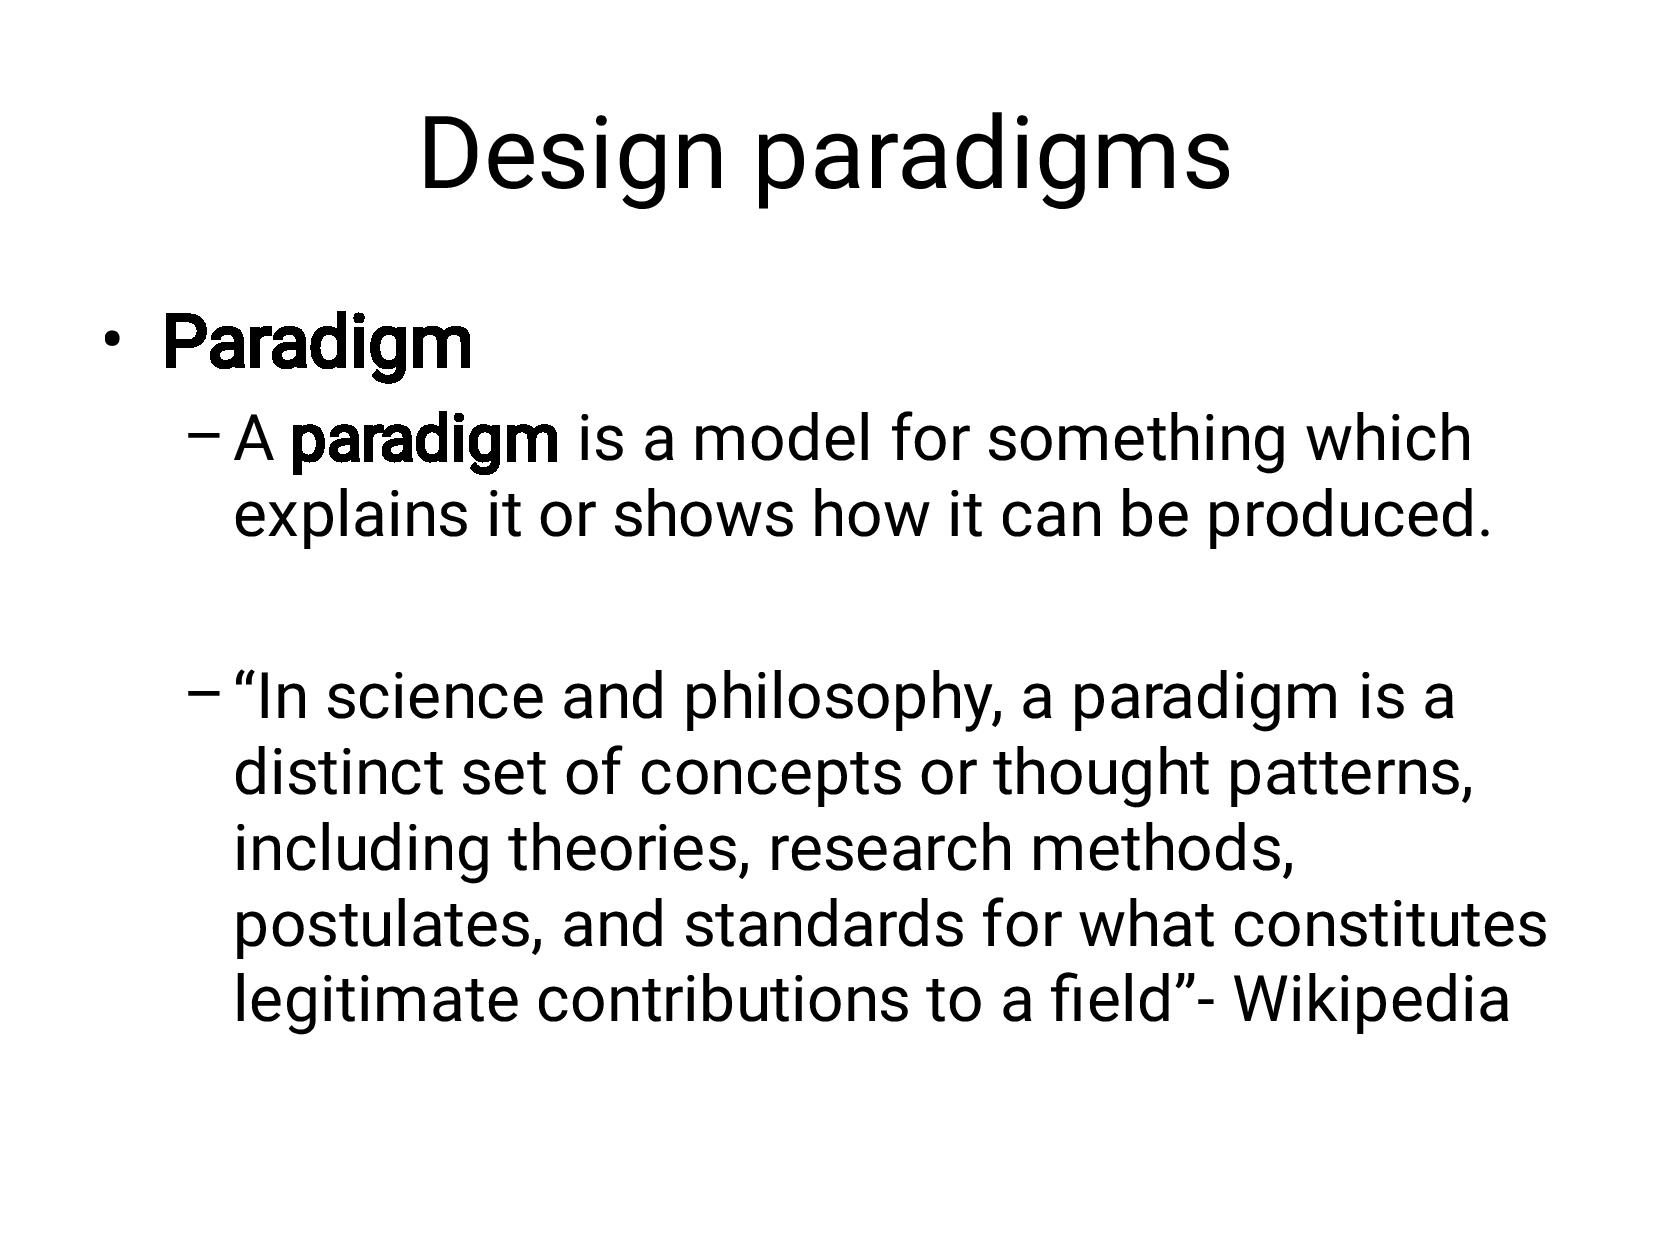 Design paradigms
• Paradigm
– A paradigm is a model for something which
explains it or shows how it can be produced.
– “In science and philosophy, a paradigm is a
distinct set of concepts or thought patterns,
including theories, research methods,
postulates, and standards for what constitutes
legitimate contributions to a field”- Wikipedia